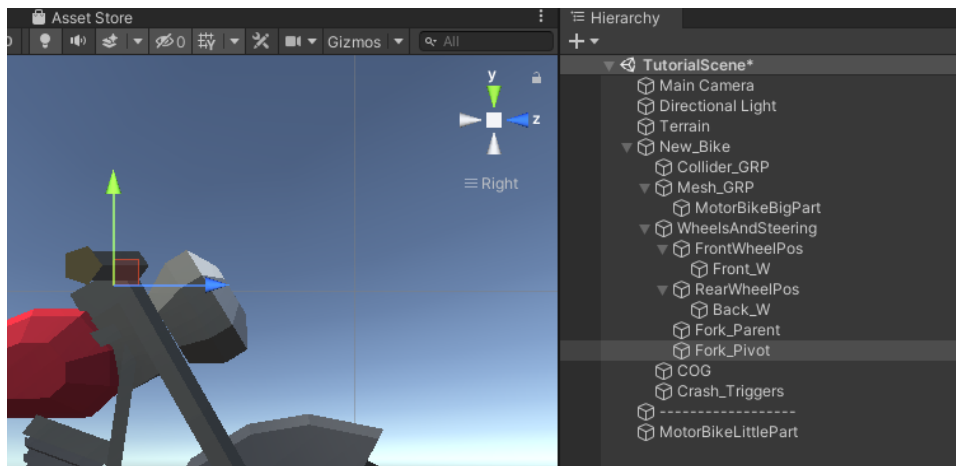 Asset Store
Hierarchy
0
Gizmos
All
TutorialScene*
Main Camera
Directional Light
Terrain
New_Bike
Collider_GRP
Mesh_GRP
MotorBikeBigPart
WheelsAndSteering
FrontWheelPos
Front_W
RearWheelPos
Back_W
Fork_Parent
Fork_Pivot
COG
Crash_Triggers
------------------
MotorBikeLittlePart
y
z
Right